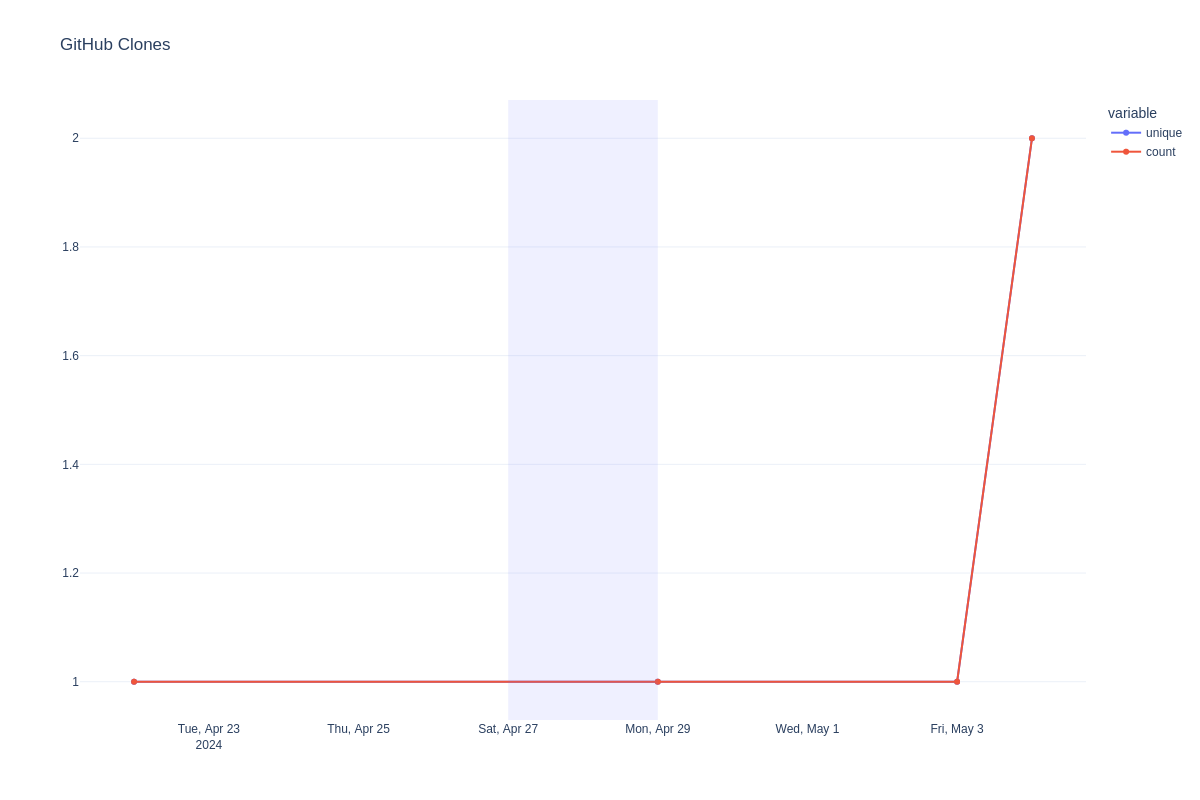 GitHub Clones
variable
unique
count
2
1.8
1.6
1.4
1.2
1
Tue, Apr 23
2024
Thu, Apr 25
Sat, Apr 27
Mon, Apr 29
Wed, May 1
Fri, May 3